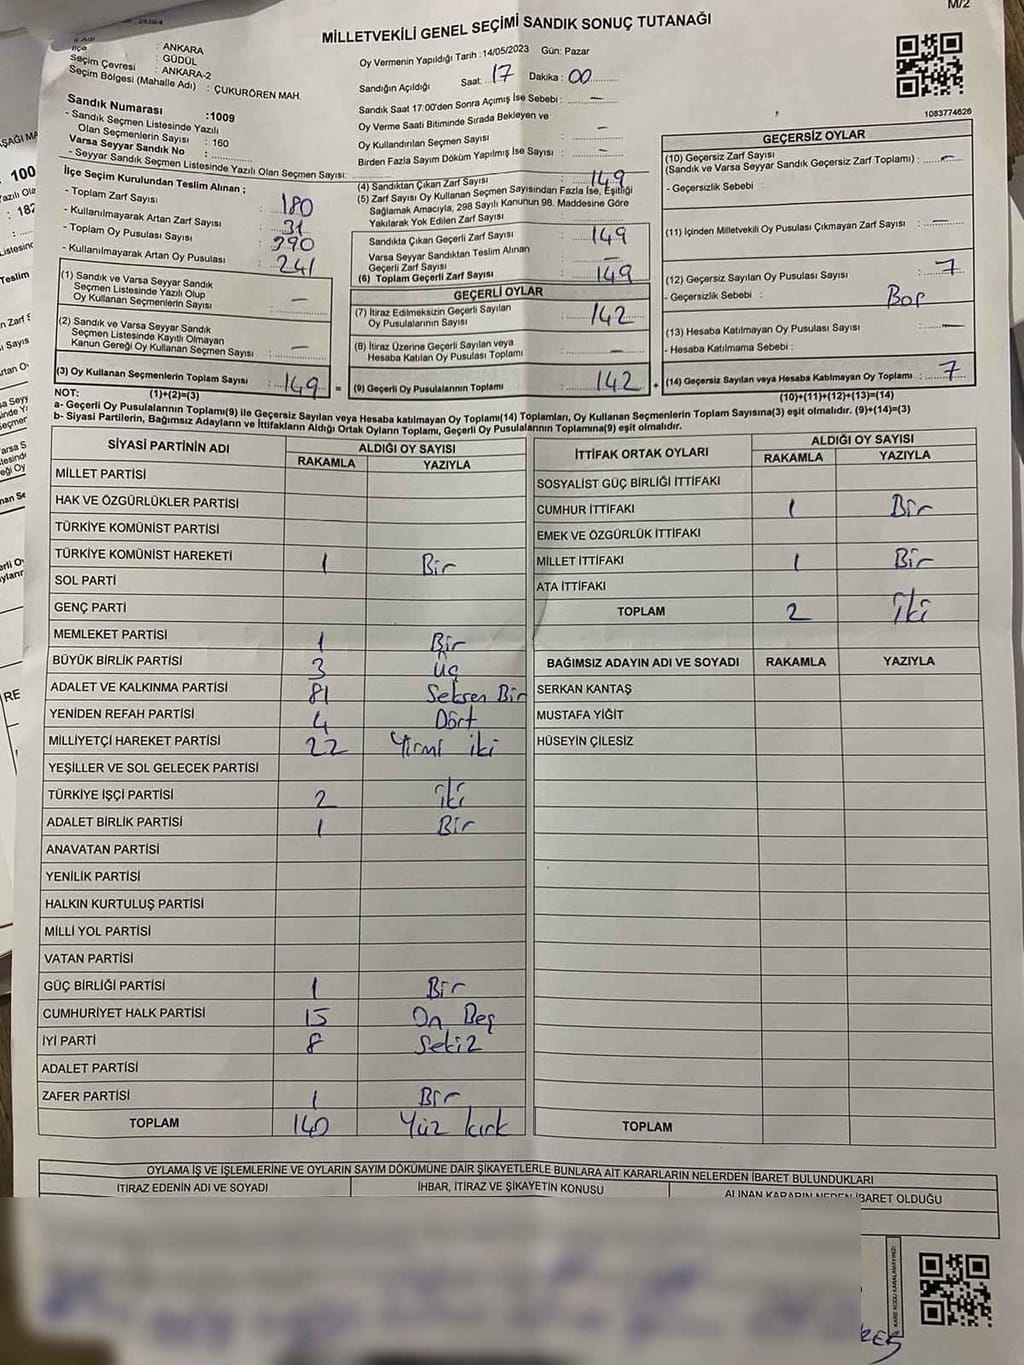 M/2
MİLLETVEKİLİ GENEL SEÇİMİ SANDIK SONUÇ TUTANAĞI
: ANKARA
İlçe : GÜDÜL
Seçim Çevresi : ANKARA-2
Seçim Bölgesi (Mahalle Adı) : ÇUKURÖREN MAH.
Oy Vermenin Yapıldığı Tarih : 14/05/2023 Gün: Pazar
Sandığın Açıldığı Saat: 17 Dakika : 00
Sandık Saat 17:00'den Sonra Açımış İse Sebebi : —
Oy Verme Saati Bitiminde Sırada Bekleyen ve
Oy Kullandırılan Seçmen Sayısı : —
Birden Fazla Sayım Döküm Yapılmış İse Sayısı : —
1083774626
Sandık Numarası :1009
- Sandık Seçmen Listesinde Yazılı
Olan Seçmenlerin Sayısı : 160
Varsa Seyyar Sandık No :
- Seyyar Sandık Seçmen Listesinde Yazılı Olan Seçmen Sayısı:
İlçe Seçim Kurulundan Teslim Alınan ;
- Toplam Zarf Sayısı : 180
- Kullanılmayarak Artan Zarf Sayısı : 31
- Toplam Oy Pusulası Sayısı : 390
- Kullanılmayarak Artan Oy Pusulası : 241
(1) Sandık ve Varsa Seyyar Sandık
Seçmen Listesinde Yazılı Olup
Oy Kullanan Seçmenlerin Sayısı : —
(2) Sandık ve Varsa Seyyar Sandık
Seçmen Listesinde Kayıtlı Olmayan
Kanun Gereği Oy Kullanan Seçmen Sayısı : —
(3) Oy Kullanan Seçmenlerin Toplam Sayısı : 149 =
(1)+(2)=(3)
(4) Sandıktan Çıkan Zarf Sayısı : 149
(5) Zarf Sayısı Oy Kullanan Seçmen Sayısından Fazla İse, Eşitliği
Sağlamak Amacıyla, 298 Sayılı Kanunun 98. Maddesine Göre
Yakılarak Yok Edilen Zarf Sayısı :
Sandıkta Çıkan Geçerli Zarf Sayısı : 149
Varsa Seyyar Sandıktan Teslim Alınan
Geçerli Zarf Sayısı : —
(6) Toplam Geçerli Zarf Sayısı : 149
GEÇERLİ OYLAR
(7) İtiraz Edilmeksizin Geçerli Sayılan
Oy Pusulalarının Sayısı : 142
(8) İtiraz Üzerine Geçerli Sayılan veya
Hesaba Katılan Oy Pusulası Toplamı : —
(9) Geçerli Oy Pusulalarının Toplamı : 142 +
GEÇERSİZ OYLAR
(10) Geçersiz Zarf Sayısı
(Sandık ve Varsa Seyyar Sandık Geçersiz Zarf Toplamı) : —
- Geçersizlik Sebebi :
(11) İçinden Milletvekili Oy Pusulası Çıkmayan Zarf Sayısı : —
(12) Geçersiz Sayılan Oy Pusulası Sayısı : 7
- Geçersizlik Sebebi :
(13) Hesaba Katılmayan Oy Pusulası Sayısı : —
- Hesaba Katılmama Sebebi :
(14) Geçersiz Sayılan veya Hesaba Katılmayan Oy Toplamı : 7
(10)+(11)+(12)+(13)=(14)
NOT:
a- Geçerli Oy Pusulalarının Toplamı(9) ile Geçersiz Sayılan veya Hesaba katılmayan Oy Toplamı(14) Toplamları, Oy Kullanan Seçmenlerin Toplam Sayısına(3) eşit olmalıdır. (9)+(14)=(3)
b- Siyasi Partilerin, Bağımsız Adayların ve İttifakların Aldığı Ortak Oyların Toplamı, Geçerli Oy Pusulalarının Toplamına(9) eşit olmalıdır.
SİYASİ PARTİNİN ADI ALDIĞI OY SAYISI
RAKAMLA YAZIYLA
MİLLET PARTİSİ
HAK VE ÖZGÜRLÜKLER PARTİSİ
TÜRKİYE KOMÜNİST PARTİSİ
TÜRKİYE KOMÜNİST HAREKETİ 1 Bir
SOL PARTİ
GENÇ PARTİ
MEMLEKET PARTİSİ 1 Bir
BÜYÜK BİRLİK PARTİSİ 3 üç
ADALET VE KALKINMA PARTİSİ 81 Seksen Bir
YENİDEN REFAH PARTİSİ 4 Dört
MİLLİYETÇİ HAREKET PARTİSİ 22 Yirmi iki
YEŞİLLER VE SOL GELECEK PARTİSİ
TÜRKİYE İŞÇİ PARTİSİ 2 iki
ADALET BİRLİK PARTİSİ 1 Bir
ANAVATAN PARTİSİ
YENİLİK PARTİSİ
HALKIN KURTULUŞ PARTİSİ
MİLLİ YOL PARTİSİ
VATAN PARTİSİ
GÜÇ BİRLİĞİ PARTİSİ 1 Bir
CUMHURİYET HALK PARTİSİ 15 On Beş
İYİ PARTİ 8 Sekiz
ADALET PARTİSİ
ZAFER PARTİSİ 1 Bir
TOPLAM 140 Yüz kırk
İTTİFAK ORTAK OYLARI ALDIĞI OY SAYISI
RAKAMLA YAZIYLA
SOSYALİST GÜÇ BİRLİĞİ İTTİFAKI
CUMHUR İTTİFAKI 1 Bir
EMEK VE ÖZGÜRLÜK İTTİFAKI
MİLLET İTTİFAKI 1 Bir
ATA İTTİFAKI
TOPLAM 2 iki
BAĞIMSIZ ADAYIN ADI VE SOYADI RAKAMLA YAZIYLA
SERKAN KANTAŞ
MUSTAFA YİĞİT
HÜSEYİN ÇİLESİZ
TOPLAM
OYLAMA İŞ VE İŞLEMLERİNE VE OYLARIN SAYIM DÖKÜMÜNE DAİR ŞİKAYETLERLE BUNLARA AİT KARARLARIN NELERDEN İBARET BULUNDUKLARI
İTİRAZ EDENİN ADI VE SOYADI İHBAR, İTİRAZ VE ŞİKAYETİN KONUSU ALINAN KARARIN NEDEN İBARET OLDUĞU
KARE KODU KARALAMAYINIZ!